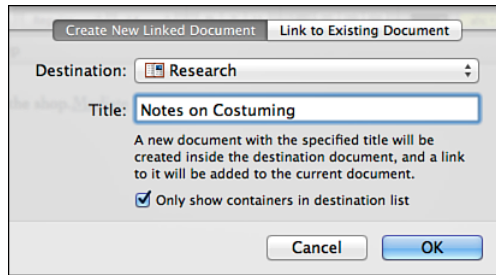 Create New Linked Document Link to Existing Document
Destination: Research
Title: Notes on Costuming
A new document with the specified title will be
created inside the destination document, and a link
to it will be added to the current document.
Only show containers in destination list
Cancel OK